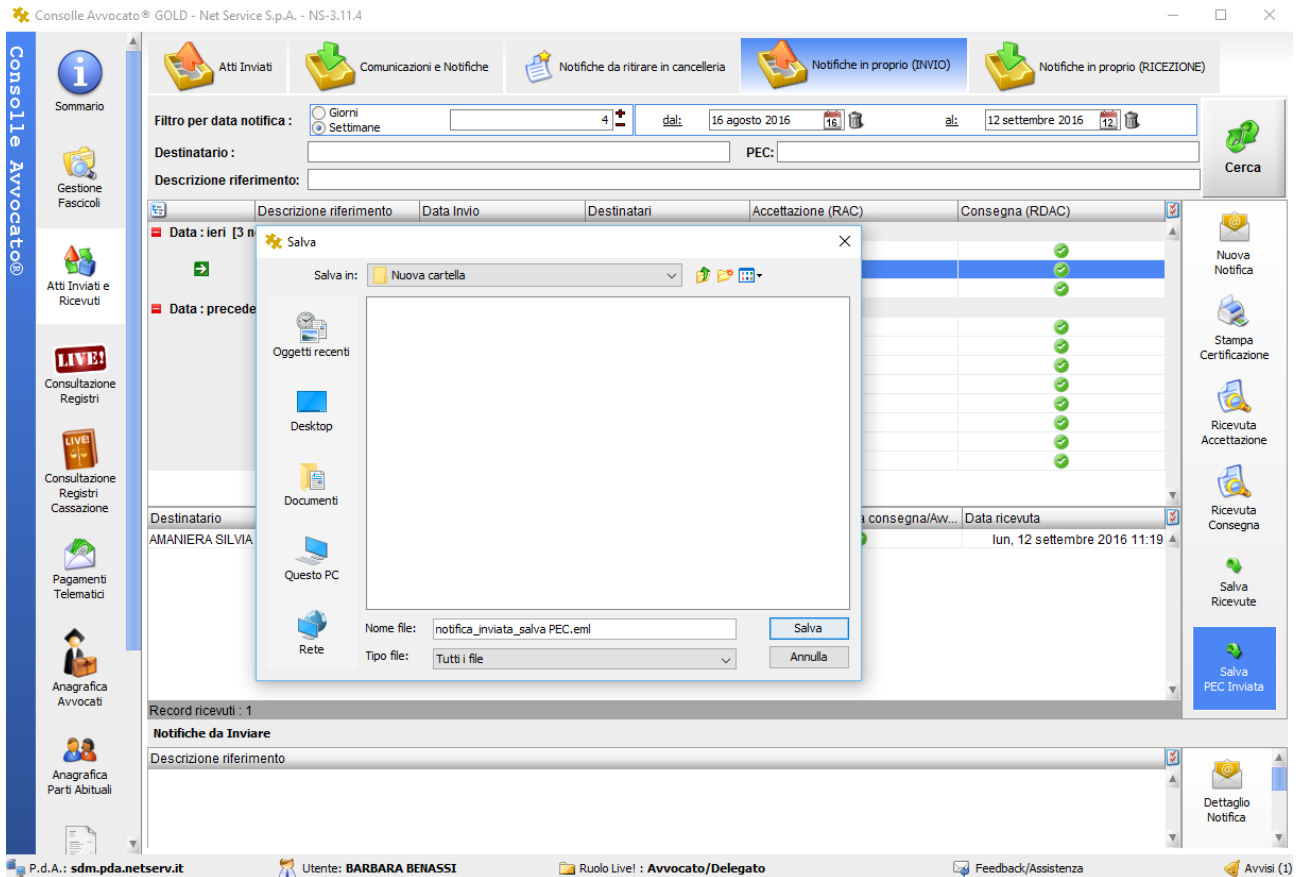 Consolle Avvocato® GOLD - Net Service S.p.A. - NS-3.11.4
Consolle Avvocato®
Sommario
Gestione
Fascicoli
Atti Inviati e
Ricevuti
LIVE!
Consultazione
Registri
LIVE!
Consultazione
Registri
Cassazione
Pagamenti
Telematici
Anagrafica
Avvocati
Anagrafica
Parti Abituali
Atti Inviati
Comunicazioni e Notifiche
Notifiche da ritirare in cancelleria
Notifiche in proprio (INVIO)
Notifiche in proprio (RICEZIONE)
Filtro per data notifica :
Giorni
Settimane
4
dal:
16 agosto 2016
16
al:
12 settembre 2016
12
Destinatario :
PEC:
Descrizione riferimento:
Cerca
Descrizione riferimento
Data Invio
Destinatari
Accettazione (RAC)
Consegna (RDAC)
Data : ieri [3 n
Data : precede
Salva
Salva in:
Nuova cartella
Oggetti recenti
Desktop
Documenti
Questo PC
Rete
Nome file:
notifica_inviata_salva PEC.eml
Salva
Tipo file:
Tutti i file
Annulla
Destinatario
a consegna/Avv...
Data ricevuta
AMANIERA SILVIA
lun, 12 settembre 2016 11:19
Record ricevuti : 1
Notifiche da Inviare
Descrizione riferimento
Nuova
Notifica
Stampa
Certificazione
Ricevuta
Accettazione
Ricevuta
Consegna
Salva
Ricevute
Salva
PEC Inviata
Dettaglio
Notifica
P.d.A.: sdm.pda.netserv.it
Utente: BARBARA BENASSI
Ruolo Live! : Avvocato/Delegato
Feedback/Assistenza
Avvisi (1)